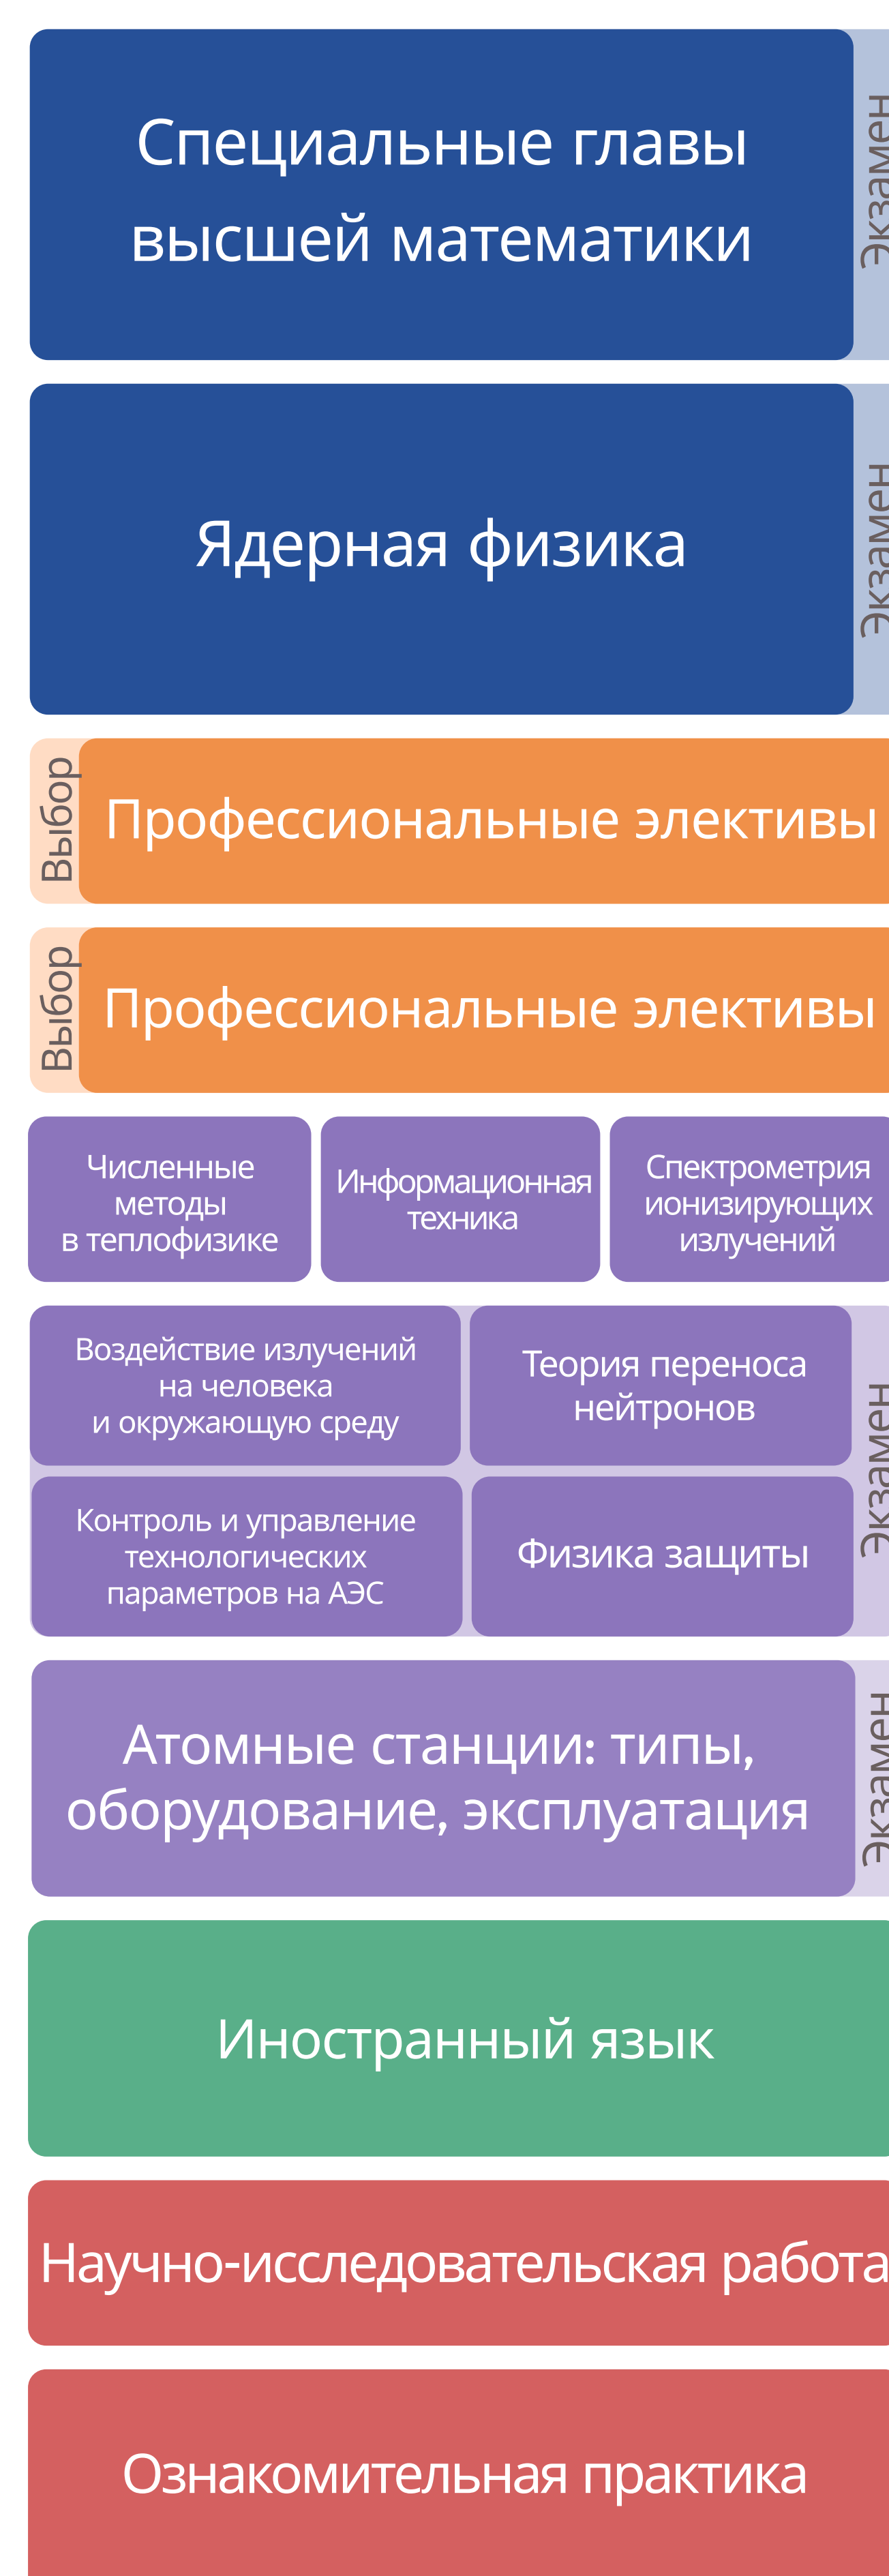 Специальные главы
высшей математики
Экзамен
Ядерная физика
Экзамен
Выбор
Профессиональные элективы
Выбор
Профессиональные элективы
Численные
методы
в теплофизике
Информационная
техника
Спектрометрия
ионизирующих
излучений
Воздействие излучений
на человека
и окружающую среду
Теория переноса
нейтронов
Контроль и управление
технологических
параметров на АЭС
Физика защиты
Экзамен
Атомные станции: типы,
оборудование, эксплуатация
Экзамен
Иностранный язык
Научно-исследовательская работа
Ознакомительная практика